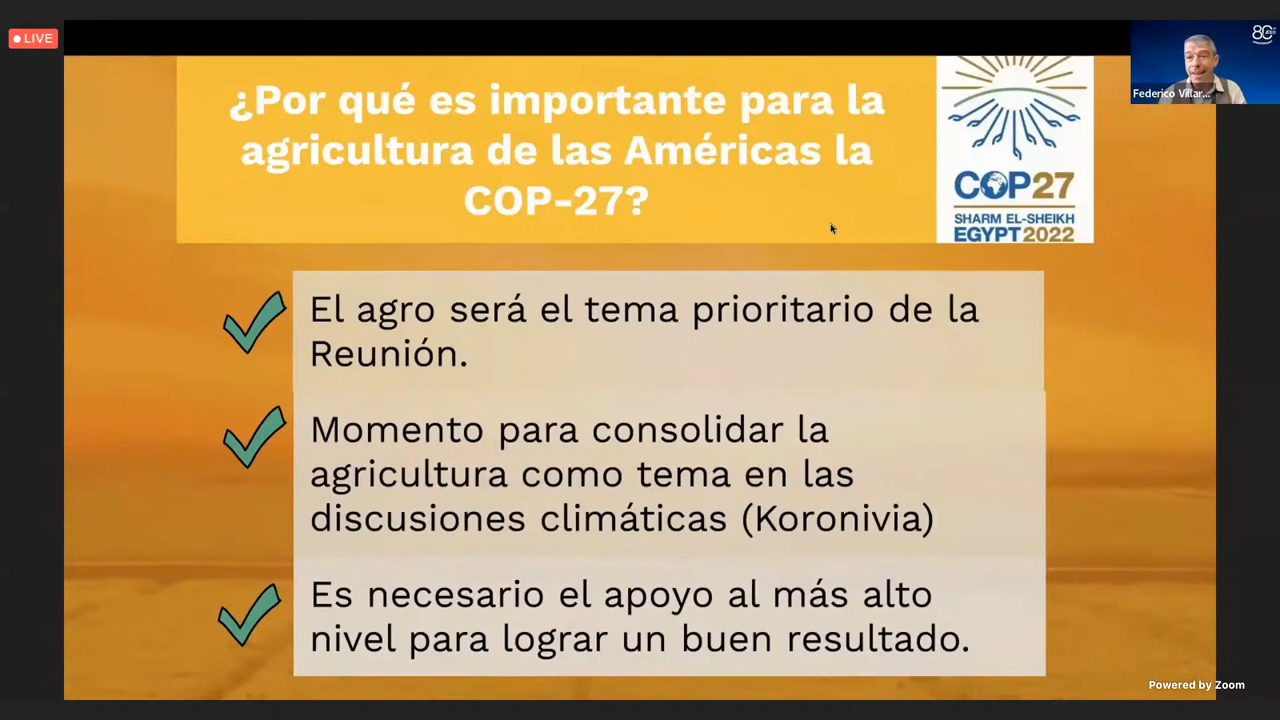 LIVE
¿Por qué es importante para la
agricultura de las Américas la
COP-27?
COP27
SHARM EL-SHEIKH
EGYPT 2022
Federico Villar...
El agro será el tema prioritario de la
Reunión.
Momento para consolidar la
agricultura como tema en las
discusiones climáticas (Koronivia)
Es necesario el apoyo al más alto
nivel para lograr un buen resultado.
Powered by Zoom